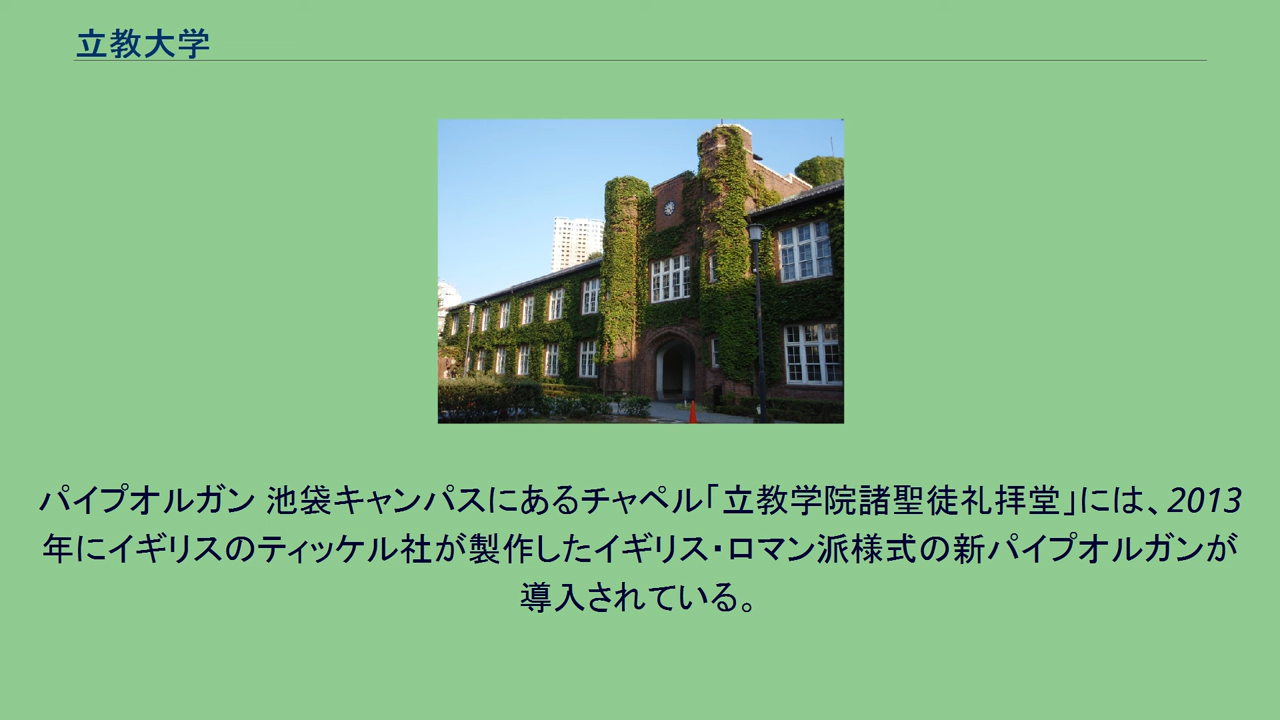 立教大学
パイプオルガン 池袋キャンパスにあるチャペル「立教学院諸聖徒礼拝堂」には、2013
年にイギリスのティッケル社が製作したイギリス・ロマン派様式の新パイプオルガンが
導入されている。